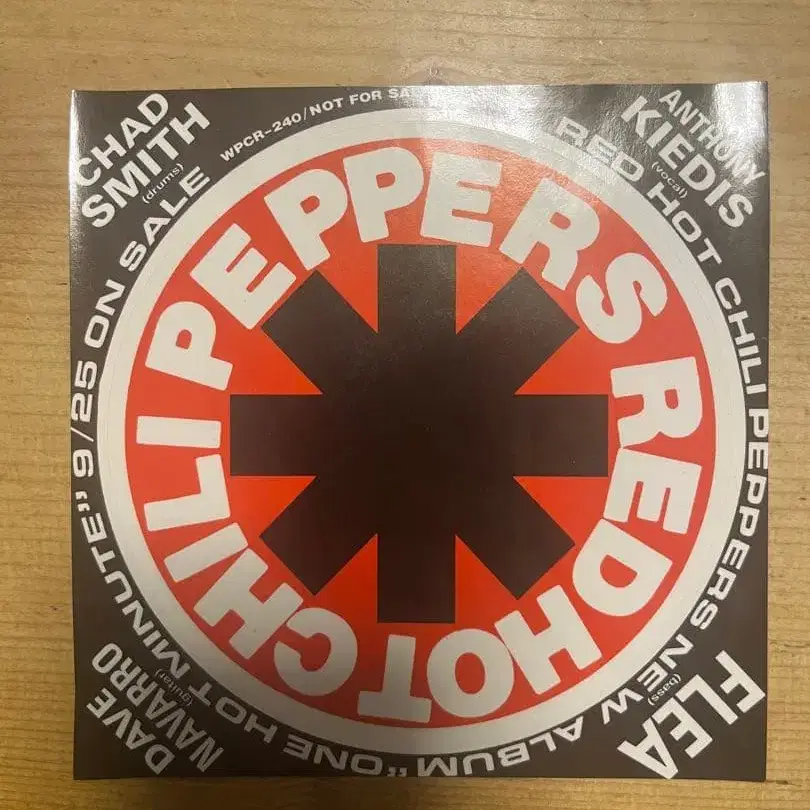 CHAD
SMITH
(drums)
WPCR-240/NOT FOR SA
ANTHONY
KIEDIS
(vocal)
RED HOT CHILI PEPPERS NEW ALBUM "ONE HOT MINUTE" 9/25 ON SALE
RED HOT CHILI PEPPERS
DAVE
NAVARRO
(guitar)
FLEA
(bass)